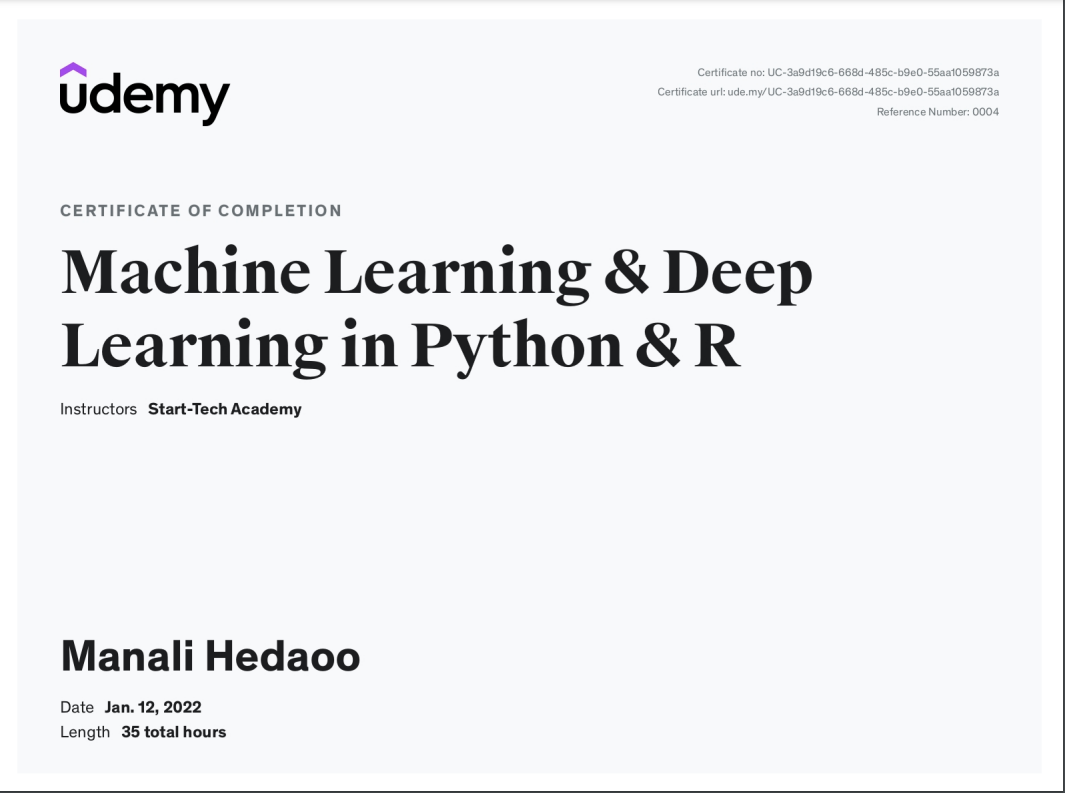 udemy
Certificate no: UC-3a9d19c6-668d-485c-b9e0-55aa1059873a
Certificate url: ude.my/UC-3a9d19c6-668d-485c-b9e0-55aa1059873a
Reference Number: 0004
CERTIFICATE OF COMPLETION
Machine Learning & Deep
Learning in Python & R
Instructors Start-Tech Academy
Manali Hedaoo
Date Jan. 12, 2022
Length 35 total hours